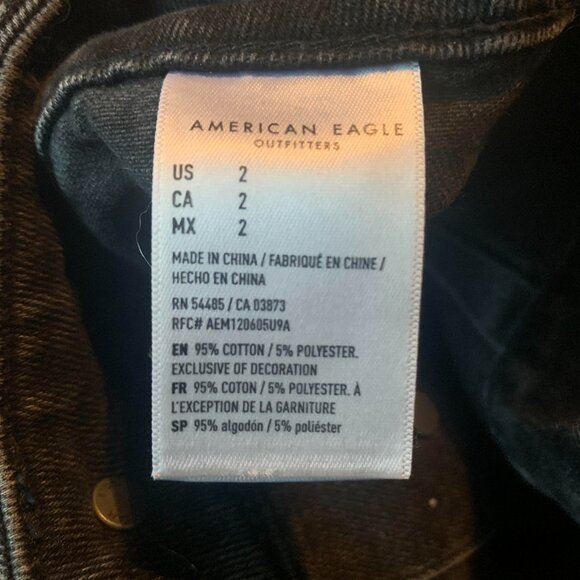 AMERICAN EAGLE
OUTFITTERS
US 2
CA 2
MX 2
MADE IN CHINA / FABRIQUÉ EN CHINE /
HECHO EN CHINA
RN 54485 / CA 03873
RFC# AEM120605U9A
EN 95% COTTON / 5% POLYESTER.
EXCLUSIVE OF DECORATION
FR 95% COTON / 5% POLYESTER. À
L'EXCEPTION DE LA GARNITURE
SP 95% algodón / 5% poliéster